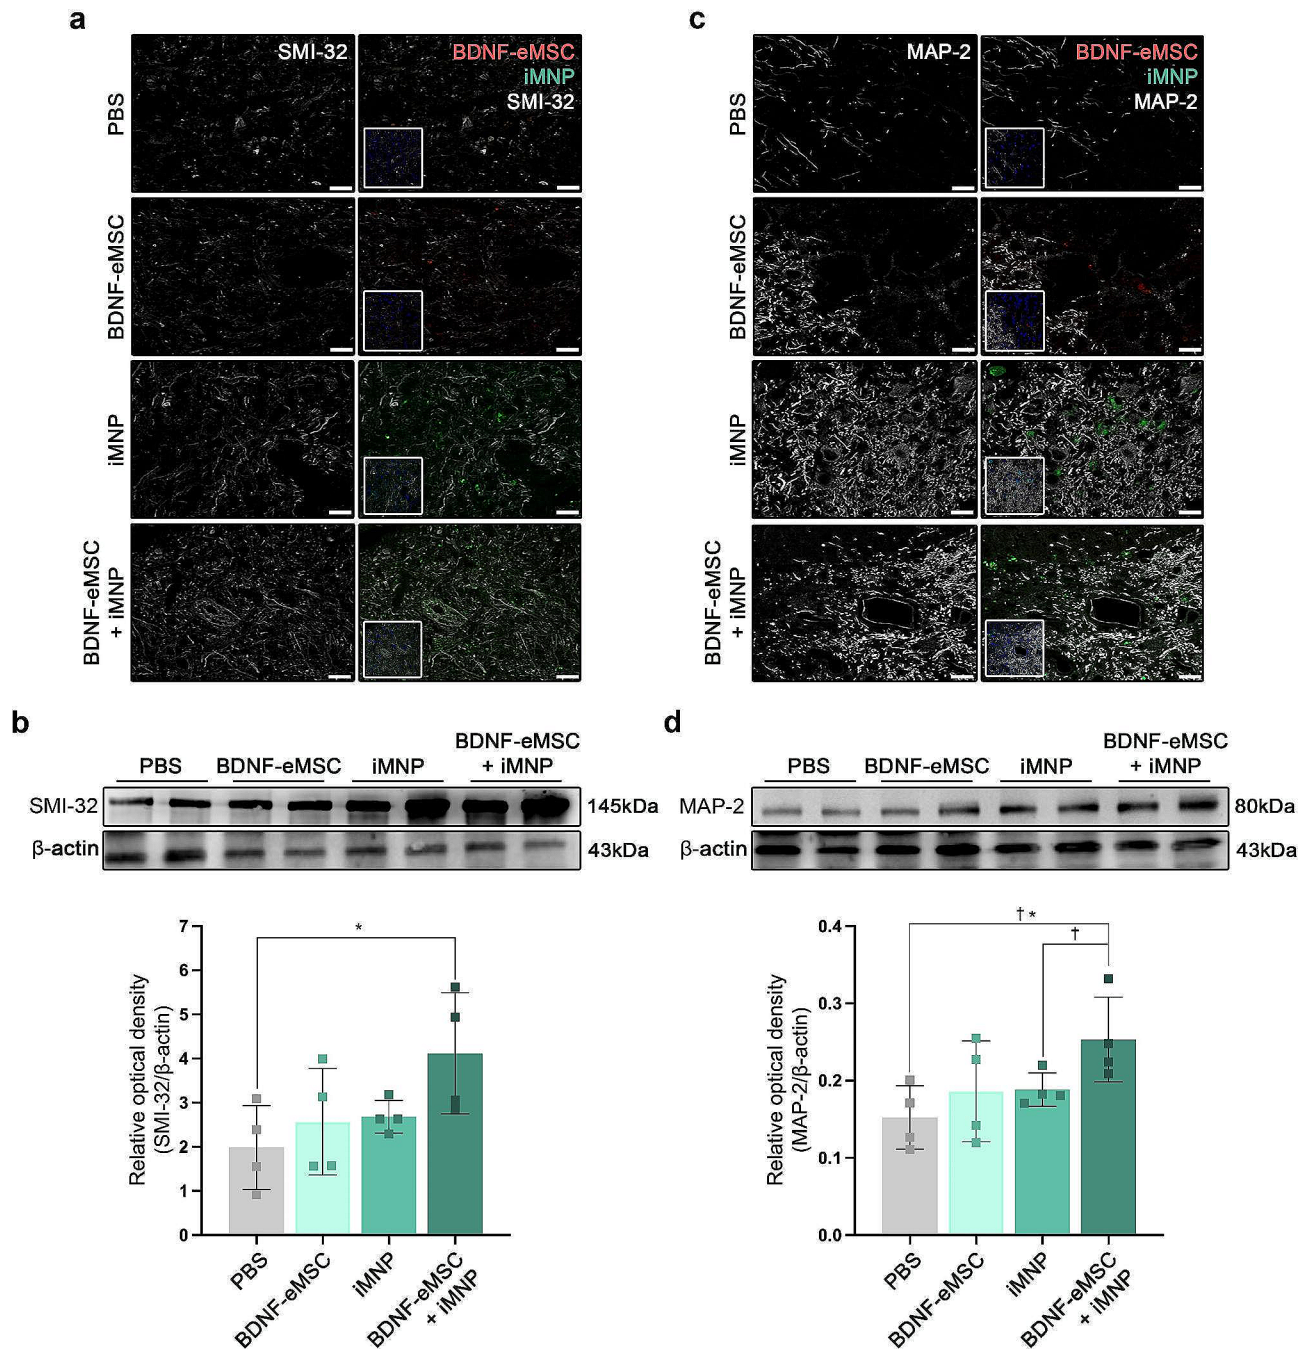 a
SMI-32
BDNF-eMSC
iMNP
SMI-32
PBS
BDNF-eMSC
iMNP
BDNF-eMSC
+ iMNP
c
MAP-2
BDNF-eMSC
iMNP
MAP-2
PBS
BDNF-eMSC
iMNP
BDNF-eMSC
+ iMNP
b
PBS
BDNF-eMSC
iMNP
BDNF-eMSC
+ iMNP
SMI-32
145kDa
β-actin
43kDa
7
6
5
4
3
2
1
0
Relative optical density
(SMI-32/β-actin)
*
PBS
BDNF-eMSC
iMNP
BDNF-eMSC
+ iMNP
d
PBS
BDNF-eMSC
iMNP
BDNF-eMSC
+ iMNP
MAP-2
80kDa
β-actin
43kDa
0.4
0.3
0.2
0.1
0.0
Relative optical density
(MAP-2/β-actin)
† *
†
PBS
BDNF-eMSC
iMNP
BDNF-eMSC
+ iMNP